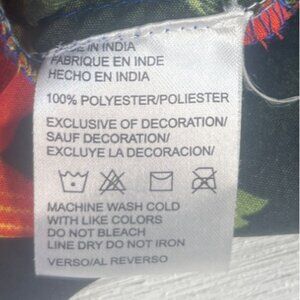 MADE IN INDIA
FABRIQUE EN INDE
HECHO EN INDIA
100% POLYESTER/POLIESTER
EXCLUSIVE OF DECORATION/
SAUF DECORATION/
EXCLUYE LA DECORACION/
MACHINE WASH COLD
WITH LIKE COLORS
DO NOT BLEACH
LINE DRY DO NOT IRON
VERSO/AL REVERSO